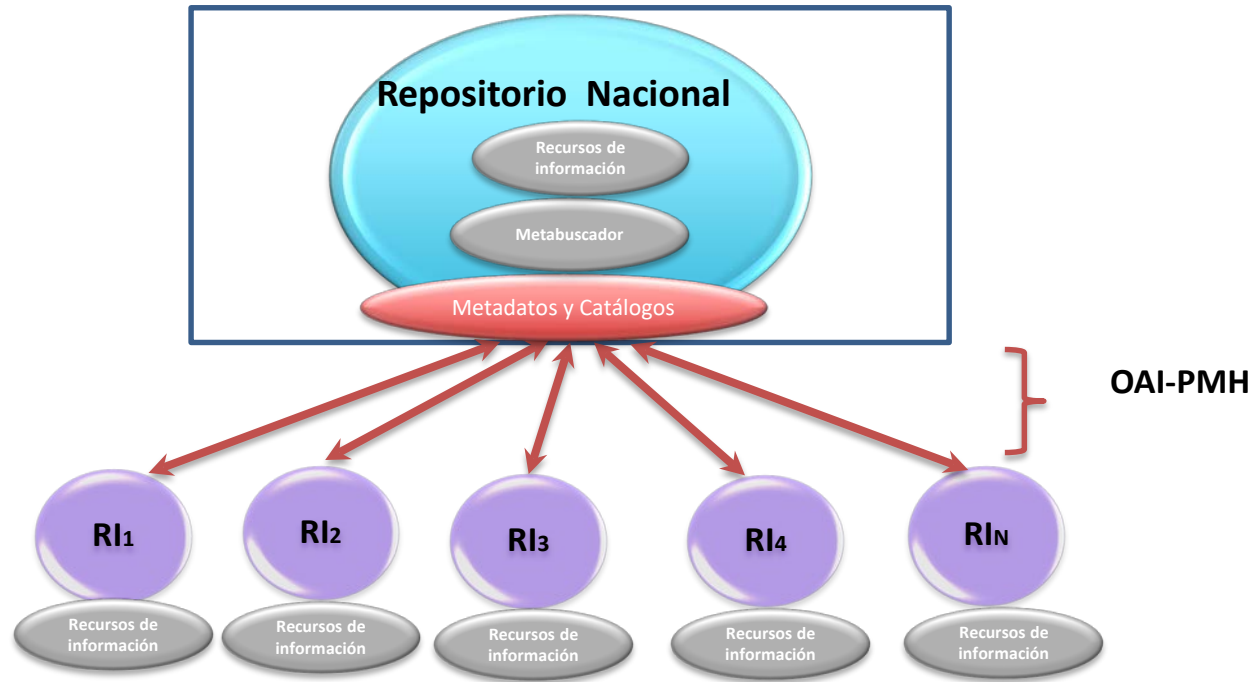 Repositorio Nacional
Recursos de
información
Metabuscador
Metadatos y Catálogos
OAI-PMH
RI1
RI2
RI3
RI4
RIN
Recursos de
información
Recursos de
información
Recursos de
información
Recursos de
información
Recursos de
información